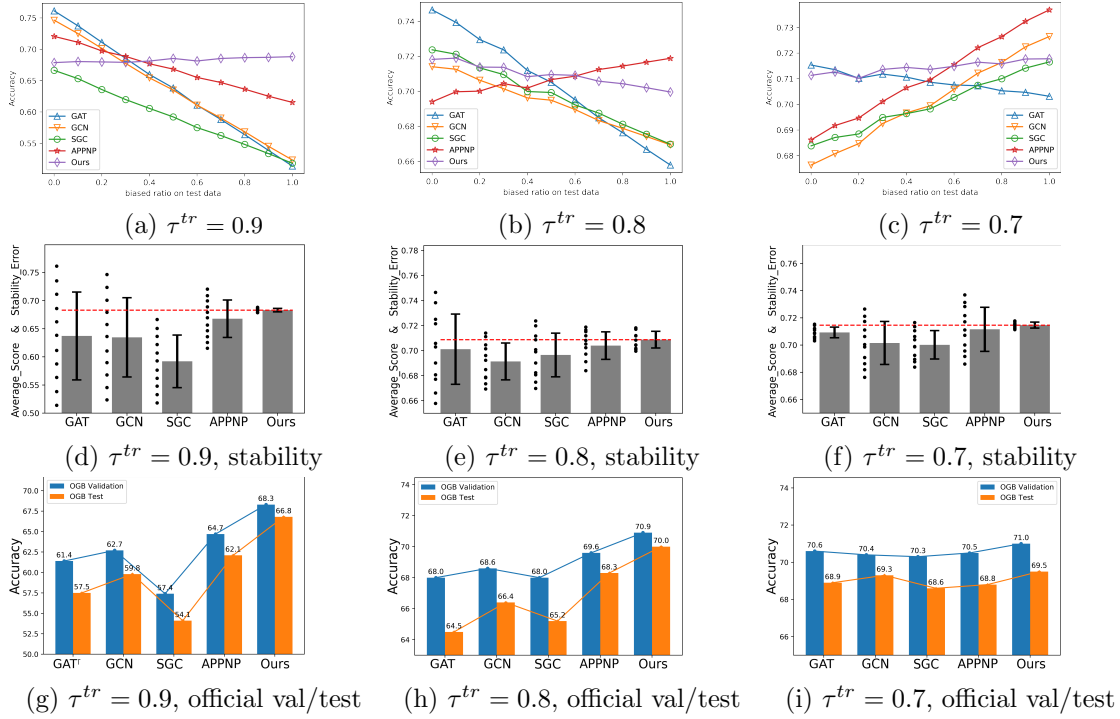 0.75
0.70
0.65
0.60
0.55
Accuracy
GAT
GCN
SGC
APPNP
Ours
0.0 0.2 0.4 0.6 0.8 1.0
biased ratio on test data
(a) τ^tr = 0.9
0.74
0.72
0.70
0.68
0.66
Accuracy
GAT
GCN
SGC
APPNP
Ours
0.0 0.2 0.4 0.6 0.8 1.0
biased ratio on test data
(b) τ^tr = 0.8
0.73
0.72
0.71
0.70
0.69
0.68
Accuracy
GAT
GCN
SGC
APPNP
Ours
0.0 0.2 0.4 0.6 0.8 1.0
biased ratio on test data
(c) τ^tr = 0.7
Average_Score & Stability_Error
0.75
0.70
0.65
0.60
0.55
0.50
GAT GCN SGC APPNP Ours
(d) τ^tr = 0.9, stability
Average_Score & Stability_Error
0.78
0.76
0.74
0.72
0.70
0.68
0.66
GAT GCN SGC APPNP Ours
(e) τ^tr = 0.8, stability
Average_Score & Stability_Error
0.76
0.74
0.72
0.70
0.68
0.66
GAT GCN SGC APPNP Ours
(f) τ^tr = 0.7, stability
Accuracy
70.0
67.5
65.0
62.5
60.0
57.5
55.0
52.5
50.0
OGB Validation
OGB Test
61.4 57.5 62.7 59.8 57.4 54.1 64.7 62.1 68.3 66.8
GAT GCN SGC APPNP Ours
(g) τ^tr = 0.9, official val/test
Accuracy
74
72
70
68
66
64
OGB Validation
OGB Test
68.0 64.5 68.6 66.4 68.0 65.2 69.6 68.3 70.9 70.0
GAT GCN SGC APPNP Ours
(h) τ^tr = 0.8, official val/test
Accuracy
74
72
70
68
66
OGB Validation
OGB Test
70.6 68.9 70.4 69.3 70.3 68.6 70.5 68.8 71.0 69.5
GAT GCN SGC APPNP Ours
(i) τ^tr = 0.7, official val/test